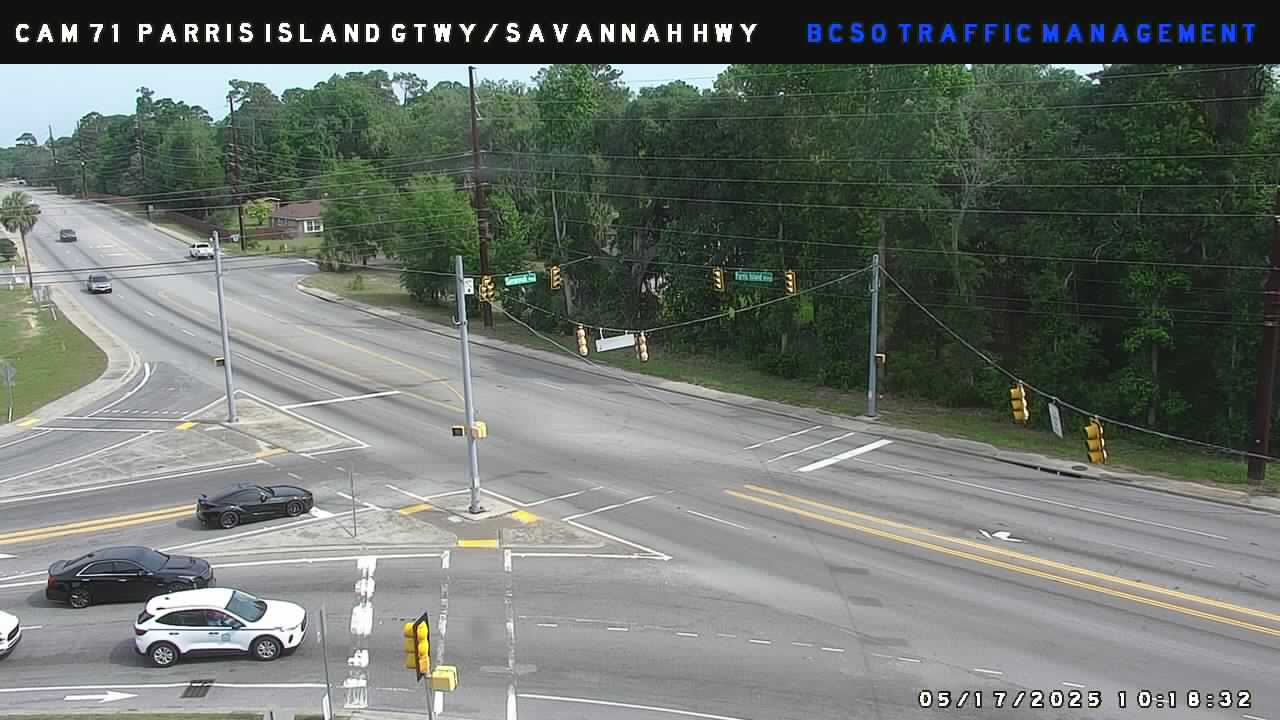 CAM 71 PARRIS ISLAND GTWY/SAVANNAH HWY
BCSO TRAFFIC MANAGEMENT
05/17/2025 10:18:32